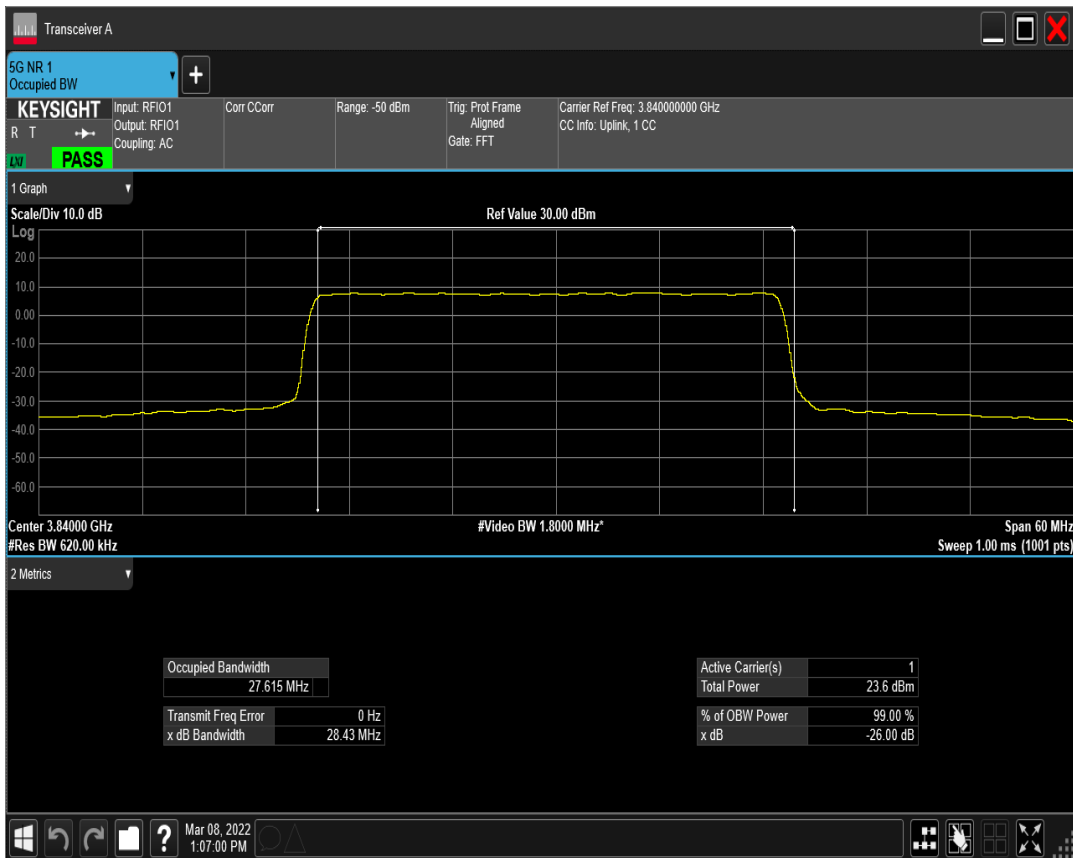 Transceiver A
5G NR 1
Occupied BW
+
KEYSIGHT
R T
LXI
PASS
Input: RFIO1
Output: RFIO1
Coupling: AC
Corr CCorr
Range: -50 dBm
Trig: Prot Frame
Aligned
Gate: FFT
Carrier Ref Freq: 3.840000000 GHz
CC Info: Uplink, 1 CC
1 Graph
Scale/Div 10.0 dB
Ref Value 30.00 dBm
Log
20.0
10.0
0.00
-10.0
-20.0
-30.0
-40.0
-50.0
-60.0
Center 3.84000 GHz
#Video BW 1.8000 MHz*
Span 60 MHz
#Res BW 620.00 kHz
Sweep 1.00 ms (1001 pts)
2 Metrics
Occupied Bandwidth
27.615 MHz
Transmit Freq Error 0 Hz
x dB Bandwidth 28.43 MHz
Active Carrier(s) 1
Total Power 23.6 dBm
% of OBW Power 99.00 %
x dB -26.00 dB
?
Mar 08, 2022
1:07:00 PM